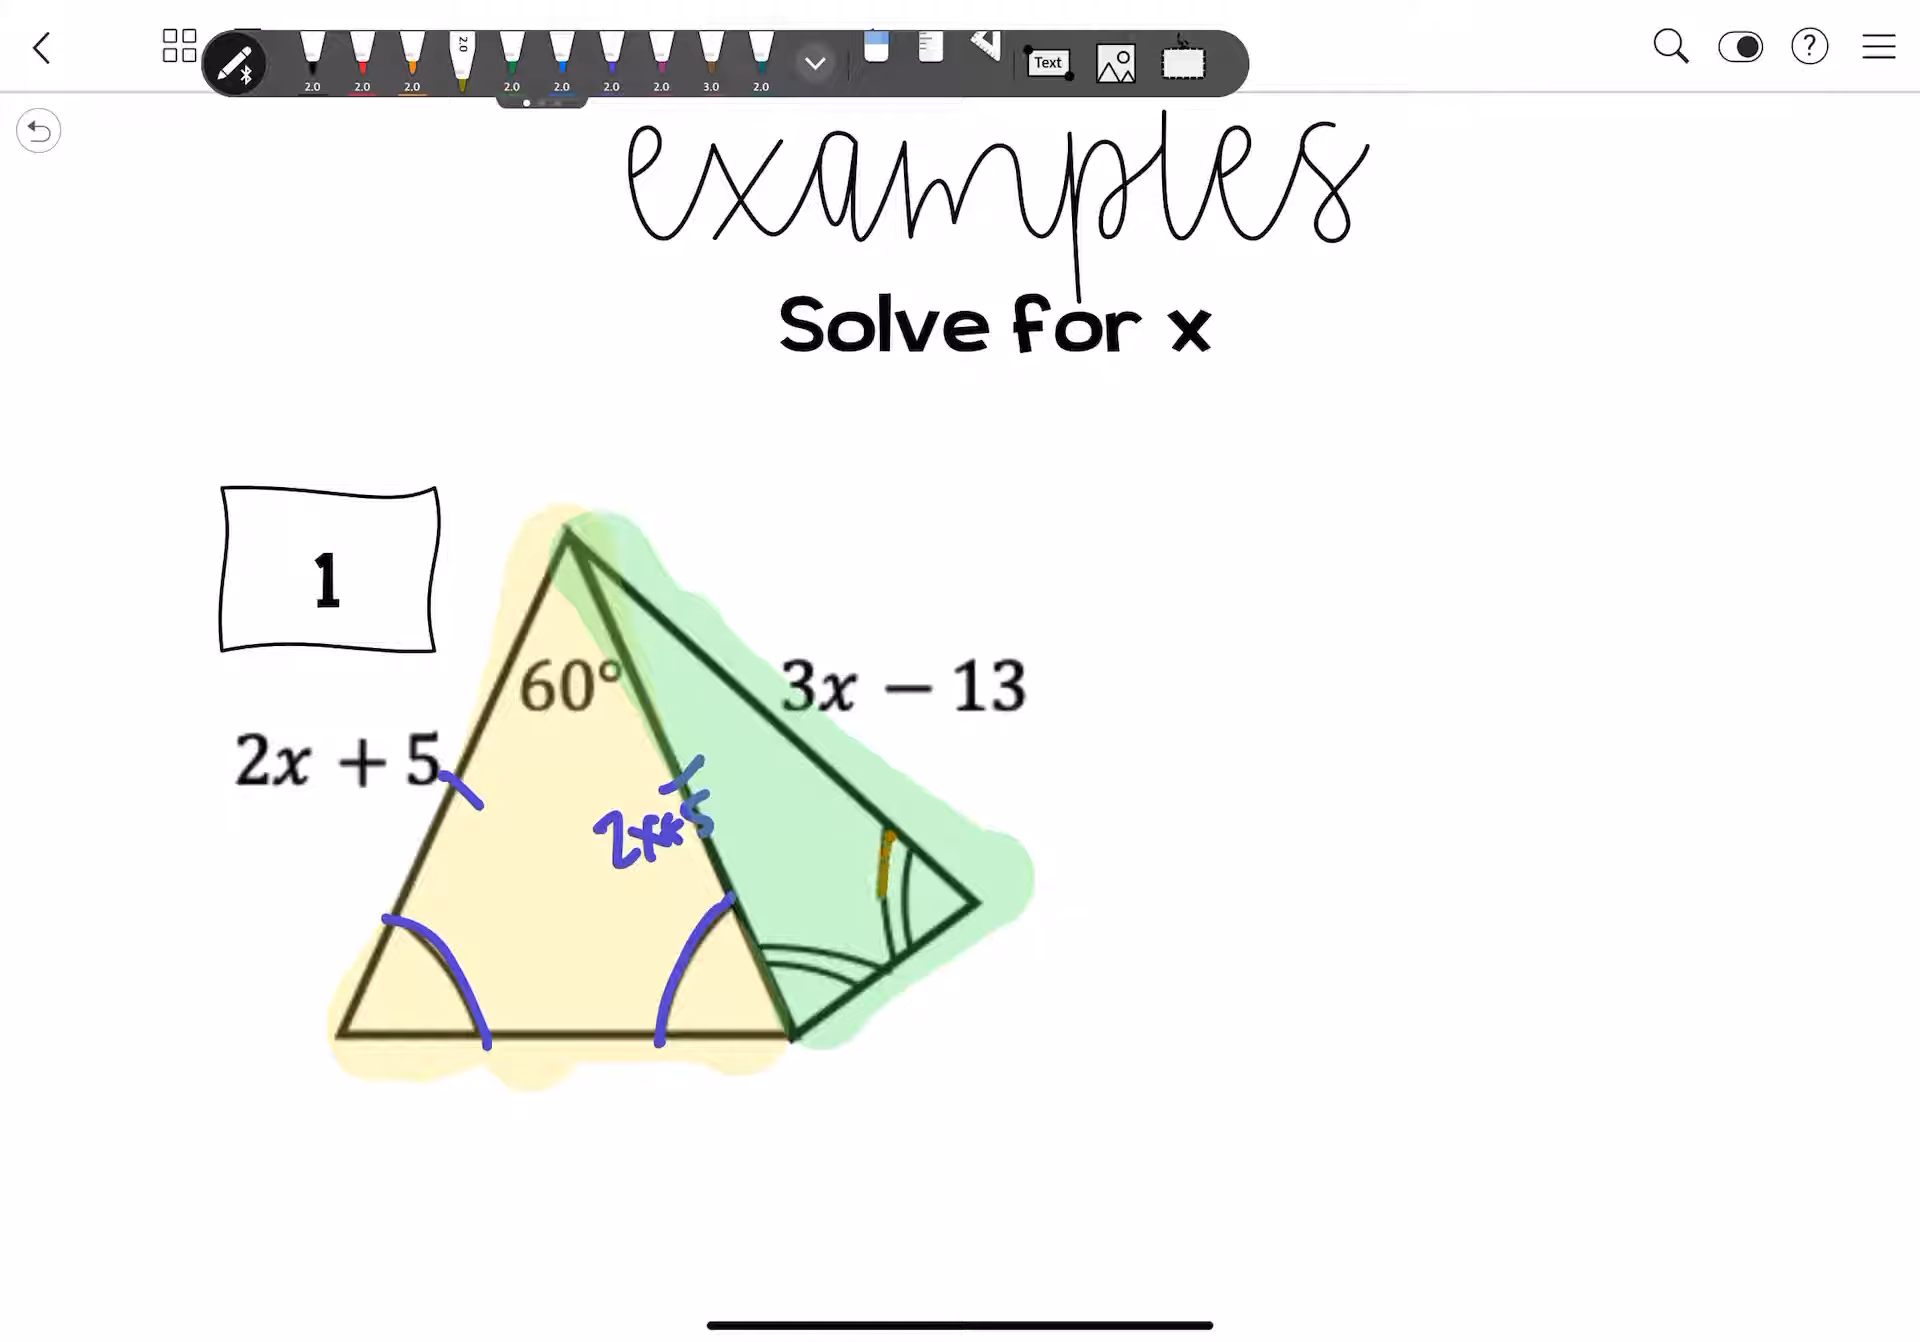 2.0 2.0 2.0 2.0 2.0 2.0 2.0 2.0 3.0 2.0 Text ?
examples
Solve for x
1
60°
3x − 13
2x + 5
2x+5